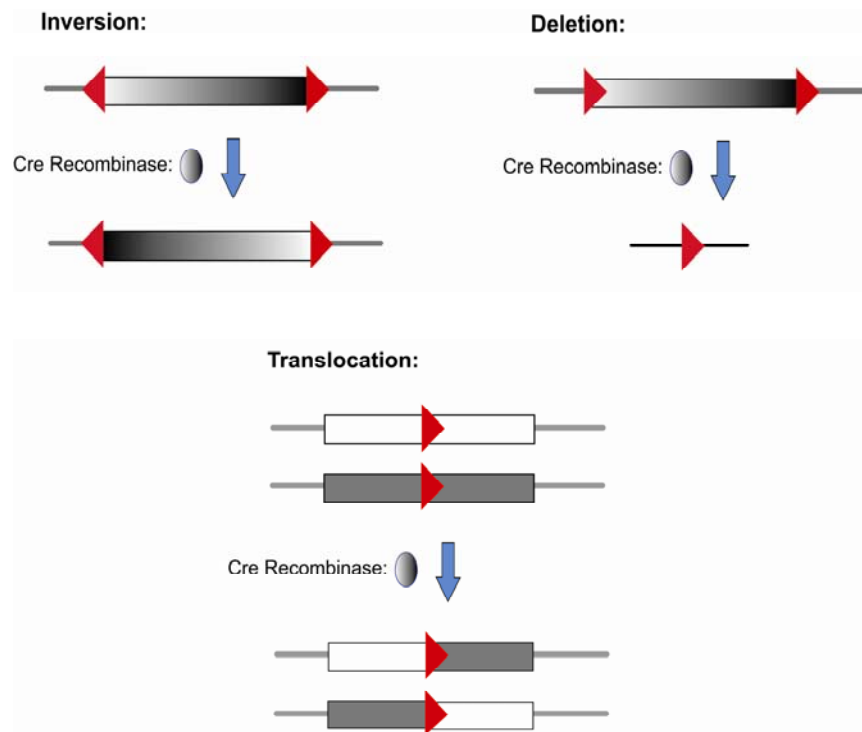 Inversion:
Deletion:
Cre Recombinase:
Cre Recombinase:
Translocation:
Cre Recombinase: